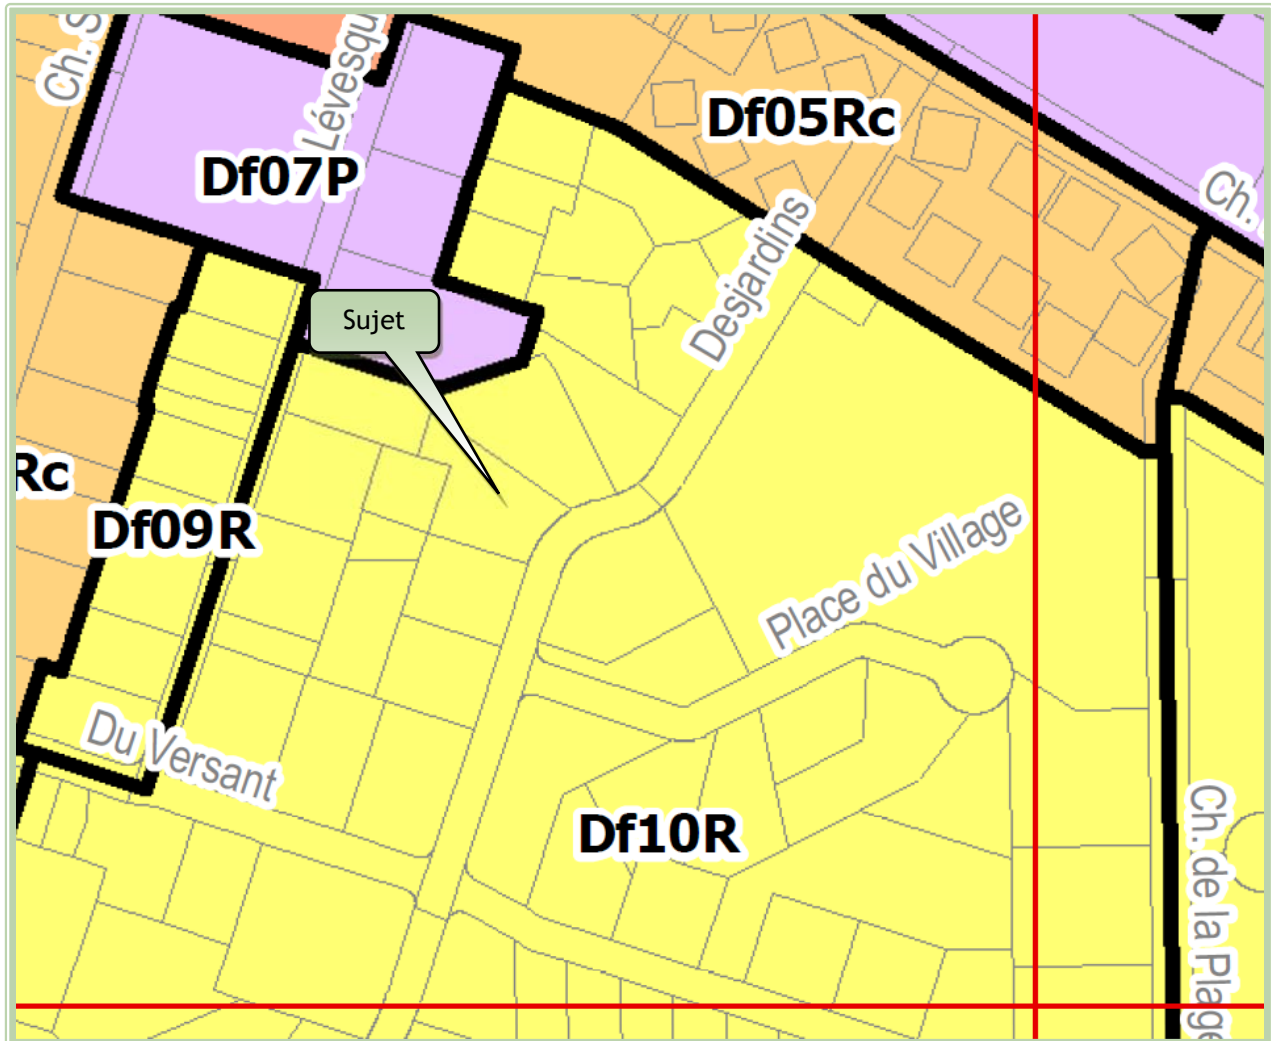 Ch. S
Lévesqu
Df05Rc
Df07P
Ch.
Desjardins
Sujet
Rc
Df09R
Place du Village
Du Versant
Df10R
Ch. de la Plage